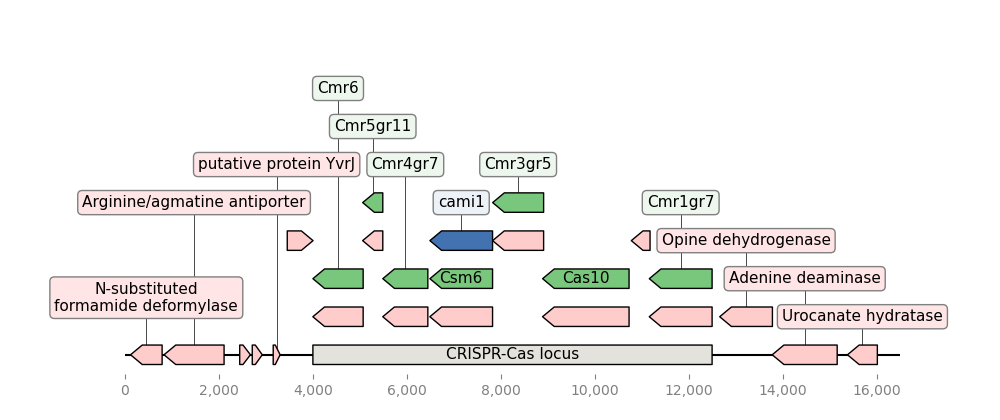 Cmr6
Cmr5gr11
putative protein YvrJ
Cmr4gr7
Cmr3gr5
Arginine/agmatine antiporter
cami1
Cmr1gr7
Opine dehydrogenase
N-substituted
formamide deformylase
Csm6
Cas10
Adenine deaminase
Urocanate hydratase
CRISPR-Cas locus
0
2,000
4,000
6,000
8,000
10,000
12,000
14,000
16,000